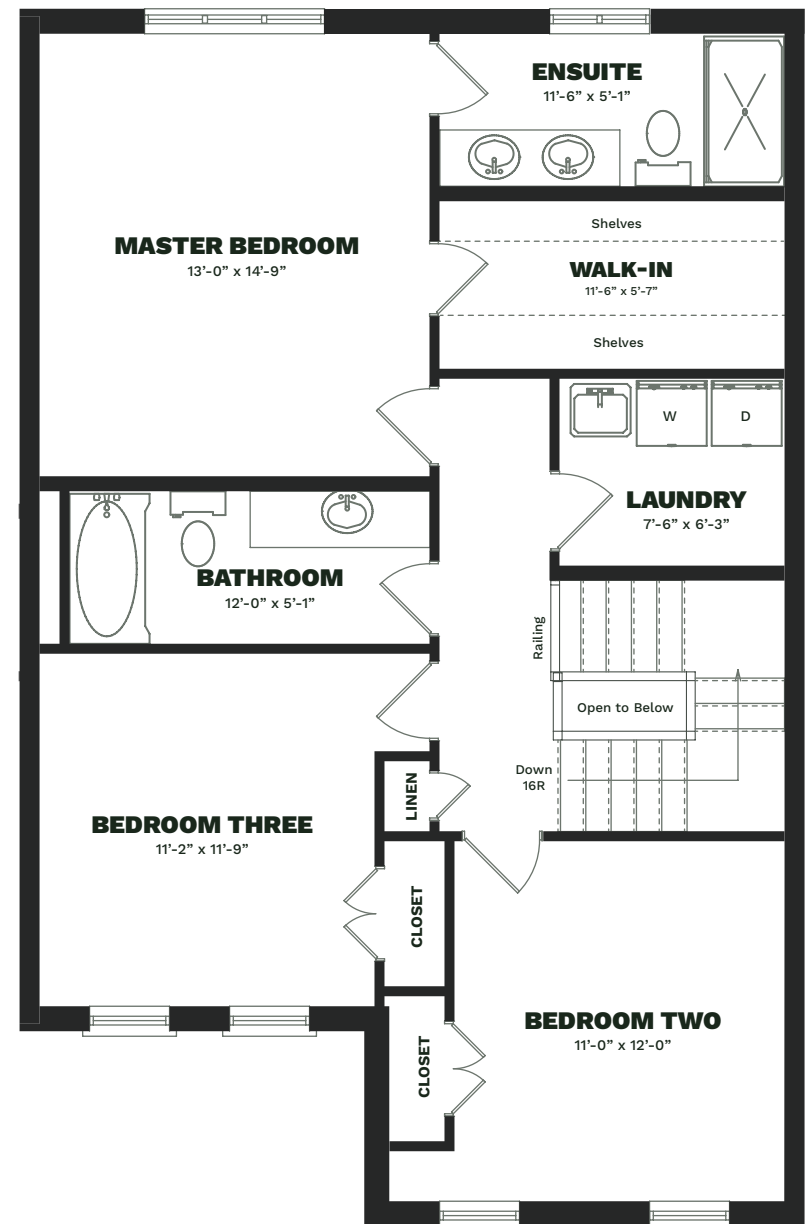 ENSUITE
11’-6” x 5’-1”
MASTER BEDROOM
13’-0” x 14’-9”
Shelves
WALK-IN
11’-6” x 5’-7”
Shelves
W
D
LAUNDRY
7’-6” x 6’-3”
BATHROOM
12’-0” x 5’-1”
Railing
Open to Below
Down
16R
LINEN
BEDROOM THREE
11’-2” x 11’-9”
CLOSET
BEDROOM TWO
11’-0” x 12’-0”
CLOSET